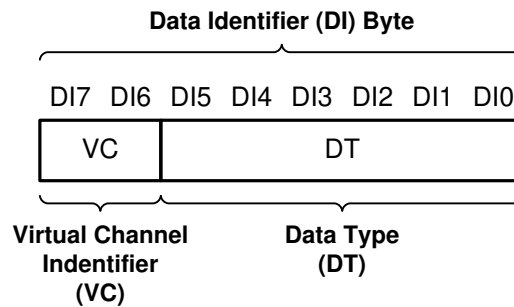 Data Identifier (DI) Byte
DI7 DI6 DI5 DI4 DI3 DI2 DI1 DI0
VC DT
Virtual Channel Data Type
Indentifier (DT)
(VC)